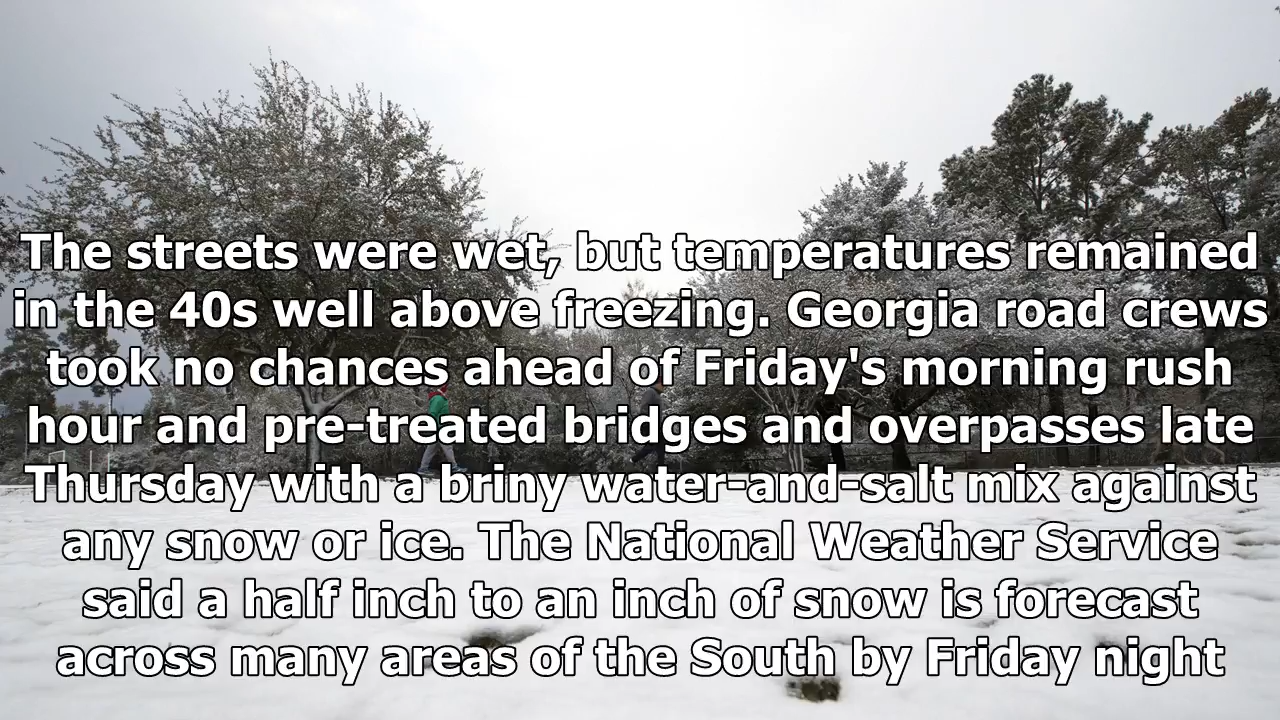 The streets were wet, but temperatures remained
in the 40s well above freezing. Georgia road crews
took no chances ahead of Friday's morning rush
hour and pre-treated bridges and overpasses late
Thursday with a briny water-and-salt mix against
any snow or ice. The National Weather Service
said a half inch to an inch of snow is forecast
across many areas of the South by Friday night